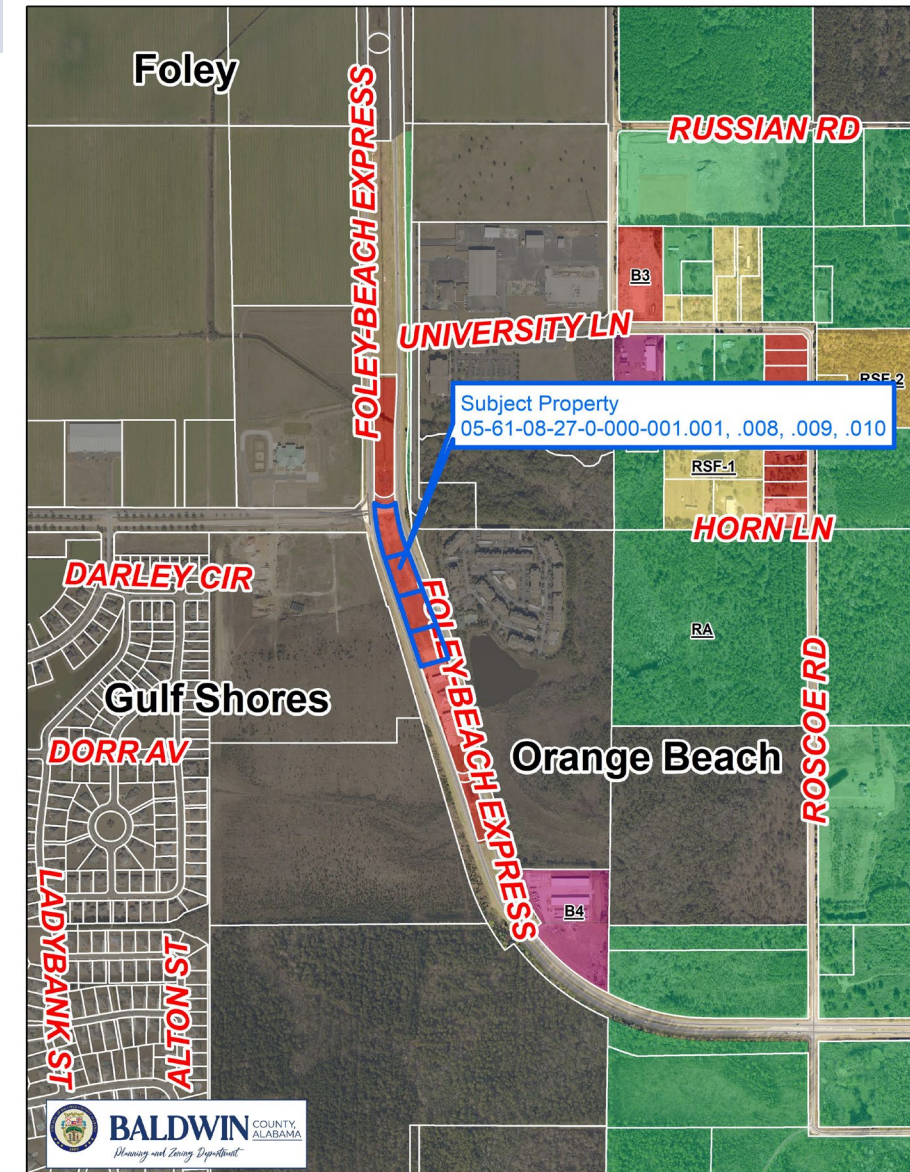 Foley
FOLEY-BEACH EXPRESS
RUSSIAN RD
B3
UNIVERSITY LN
RSF-2
Subject Property
05-61-08-27-0-000-001.001, .008, .009, .010
RSF-1
HORN LN
DARLEY CIR
FOLEY-BEACH EXPRESS
RA
Gulf Shores
ROSCOE RD
DORR AV
Orange Beach
LADYBANK ST
ALTON ST
B4
BALDWIN COUNTY, ALABAMA
Planning and Zoning Department